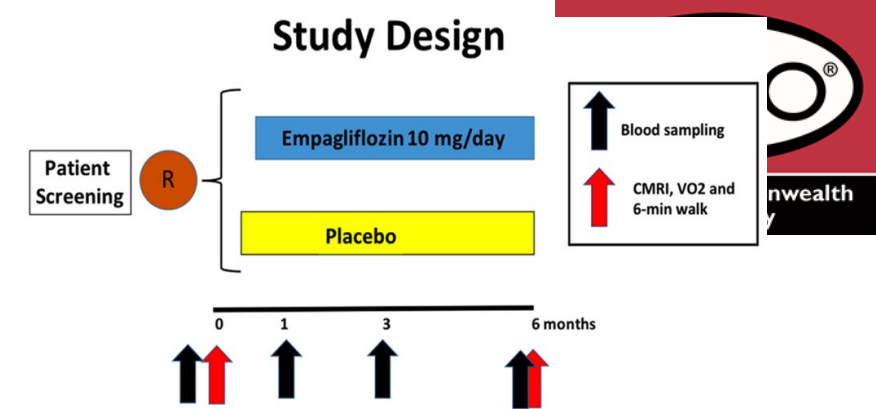 Study Design
Empagliflozin 10 mg/day
Patient
Screening
R
Placebo
Blood sampling
CMRI, VO2 and
6-min walk
®
nwealth
y
0 1 3 6 months